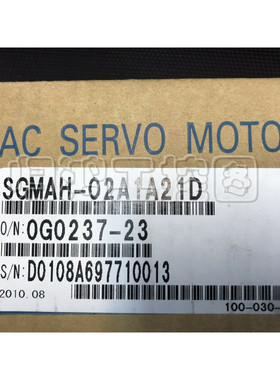 AC SERVO MOTO
SGMAH-02A1A21D
O/N: 0G0237-23
S/N: D0108A697710013
2010.08
100-030-